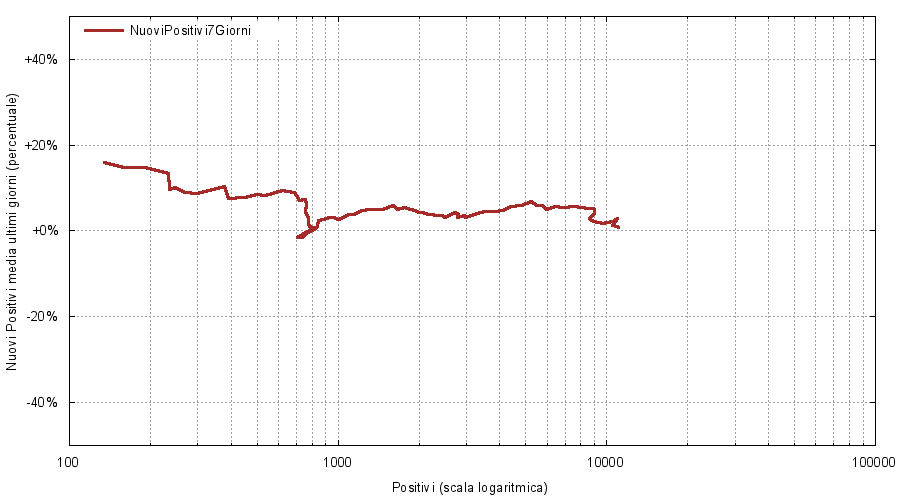 NuoviPositivi7Giorni
Nuovi Positivi media ultimi giorni (percentuale)
+40%
+20%
+0%
-20%
-40%
100 1000 10000 100000
Positivi (scala logaritmica)